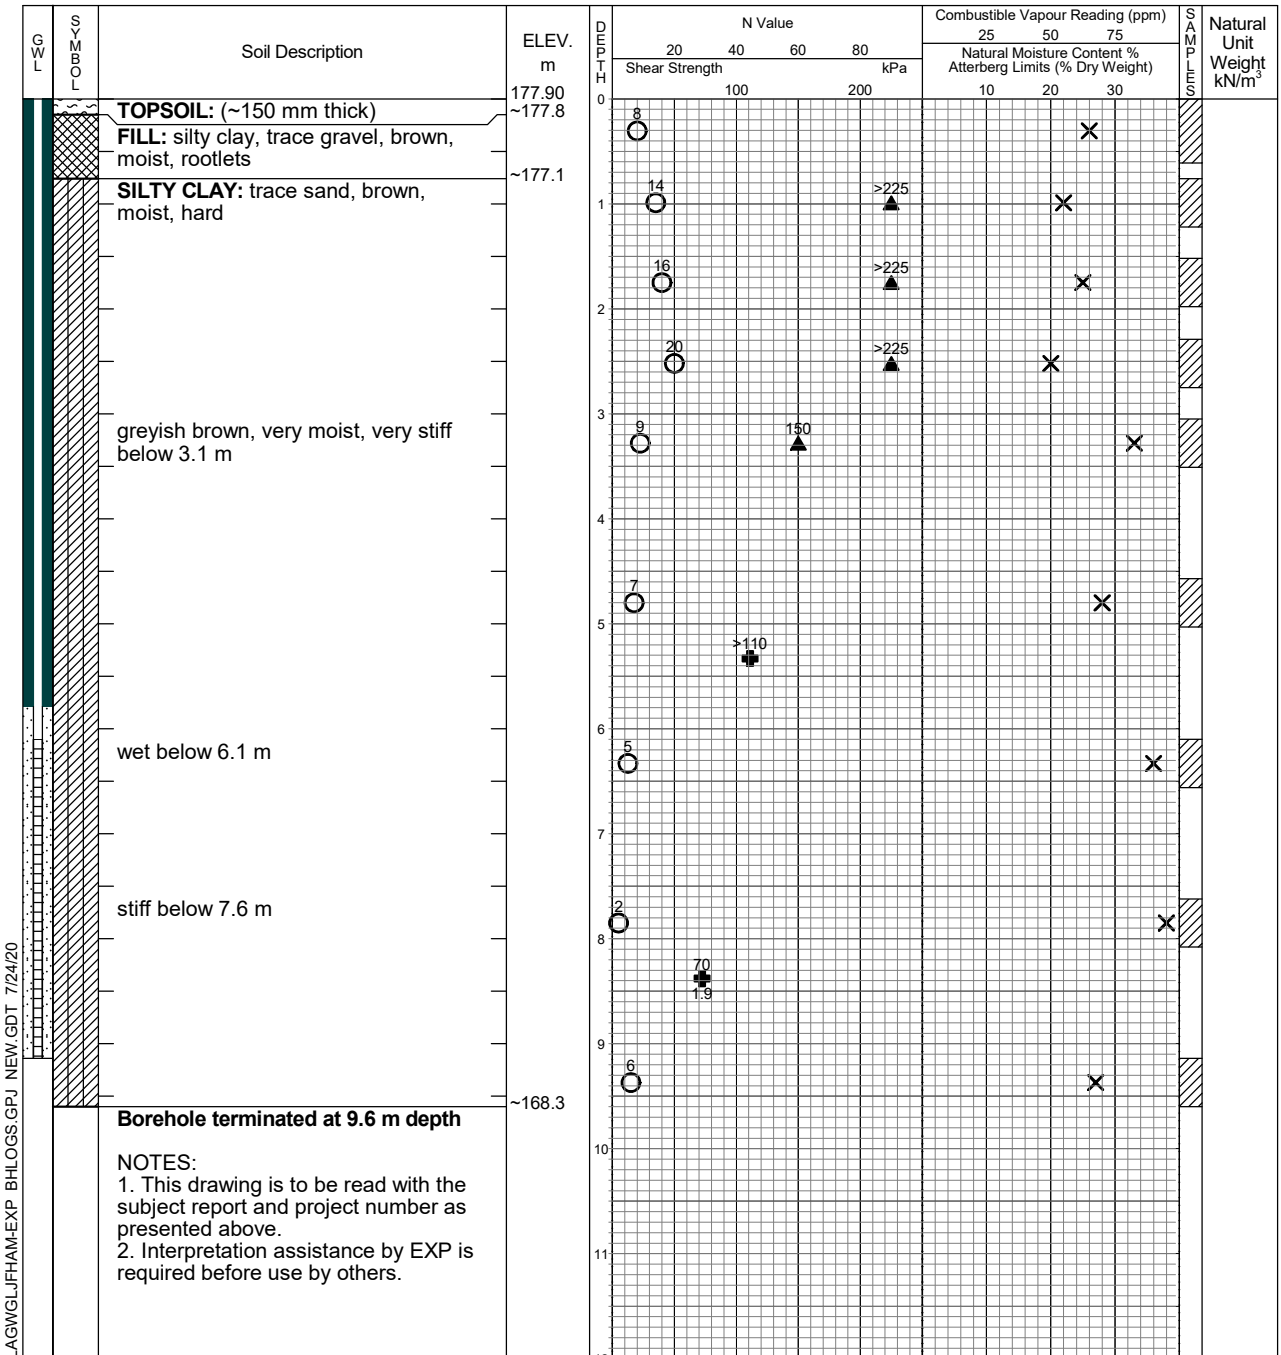 GWL
SYMBOL
Soil Description
ELEV.
m
DEPTH
N Value
20 40 60 80
Shear Strength kPa
100 200
Combustible Vapour Reading (ppm)
25 50 75
Natural Moisture Content %
Atterberg Limits (% Dry Weight)
10 20 30
SAMPLES
Natural
Unit
Weight
kN/m³
177.90
0
TOPSOIL: (~150 mm thick)
~177.8
8
FILL: silty clay, trace gravel, brown,
moist, rootlets
~177.1
SILTY CLAY: trace sand, brown,
moist, hard
14 >225
1
16 >225
2
20 >225
3
greyish brown, very moist, very stiff
below 3.1 m
9 150
4
7
5
>110
6
wet below 6.1 m
5
7
stiff below 7.6 m
2
8
70
1.9
9
6
~168.3
Borehole terminated at 9.6 m depth
10
NOTES:
1. This drawing is to be read with the
subject report and project number as
presented above.
2. Interpretation assistance by EXP is
required before use by others.
11
AGWGLJFHAM-EXP BHLOGS.GPJ NEW.GDT 7/24/20